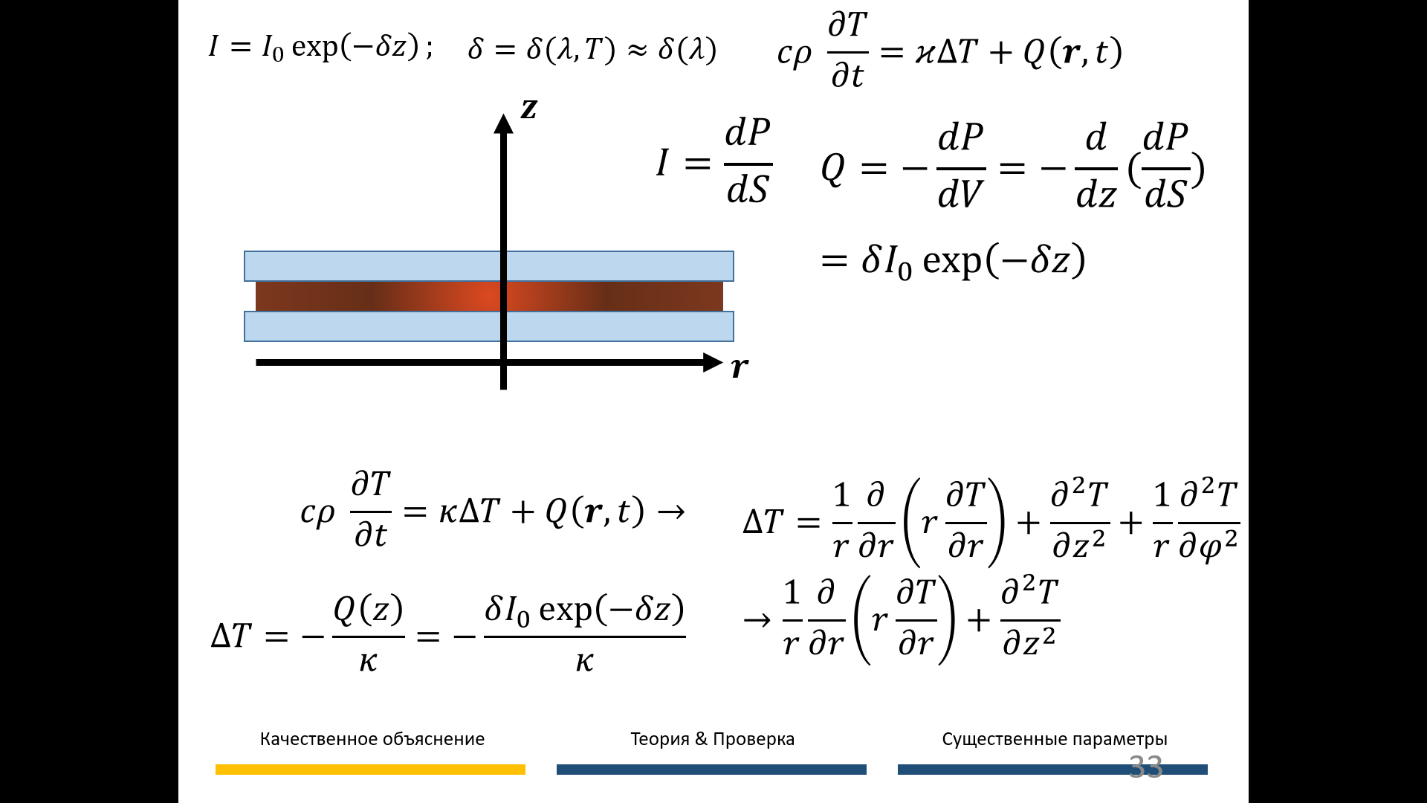 I = I₀ exp(−δz) ; δ = δ(λ, T) ≈ δ(λ)
cρ ∂T/∂t = ϰΔT + Q(r, t)
z
I = dP/dS
Q = − dP/dV = − d/dz (dP/dS)
= δI₀ exp(−δz)
r
cρ ∂T/∂t = κΔT + Q(r, t) →
ΔT = 1/r ∂/∂r (r ∂T/∂r) + ∂²T/∂z² + 1/r ∂²T/∂φ²
ΔT = − Q(z)/κ = − δI₀ exp(−δz)/κ
→ 1/r ∂/∂r (r ∂T/∂r) + ∂²T/∂z²
Качественное объяснение
Теория & Проверка
Существенные параметры
33